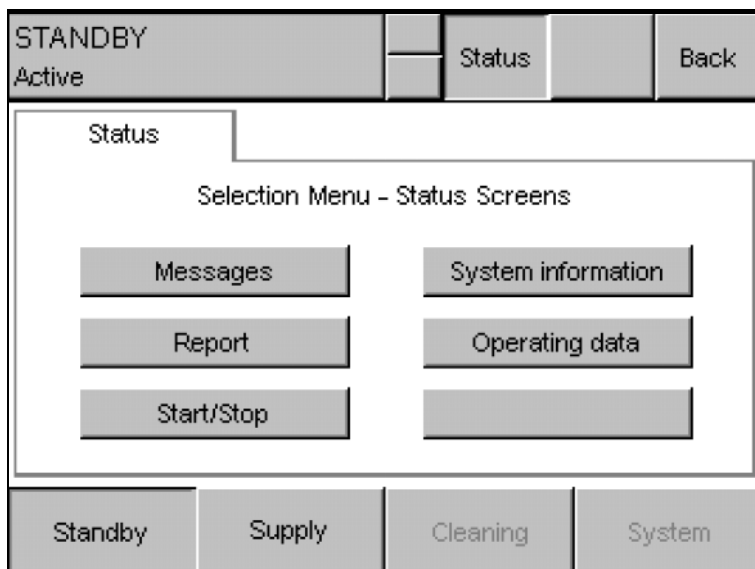 STANDBY
Active
Status
Back
Status
Selection Menu - Status Screens
Messages
System information
Report
Operating data
Start/Stop
Standby
Supply
Cleaning
System